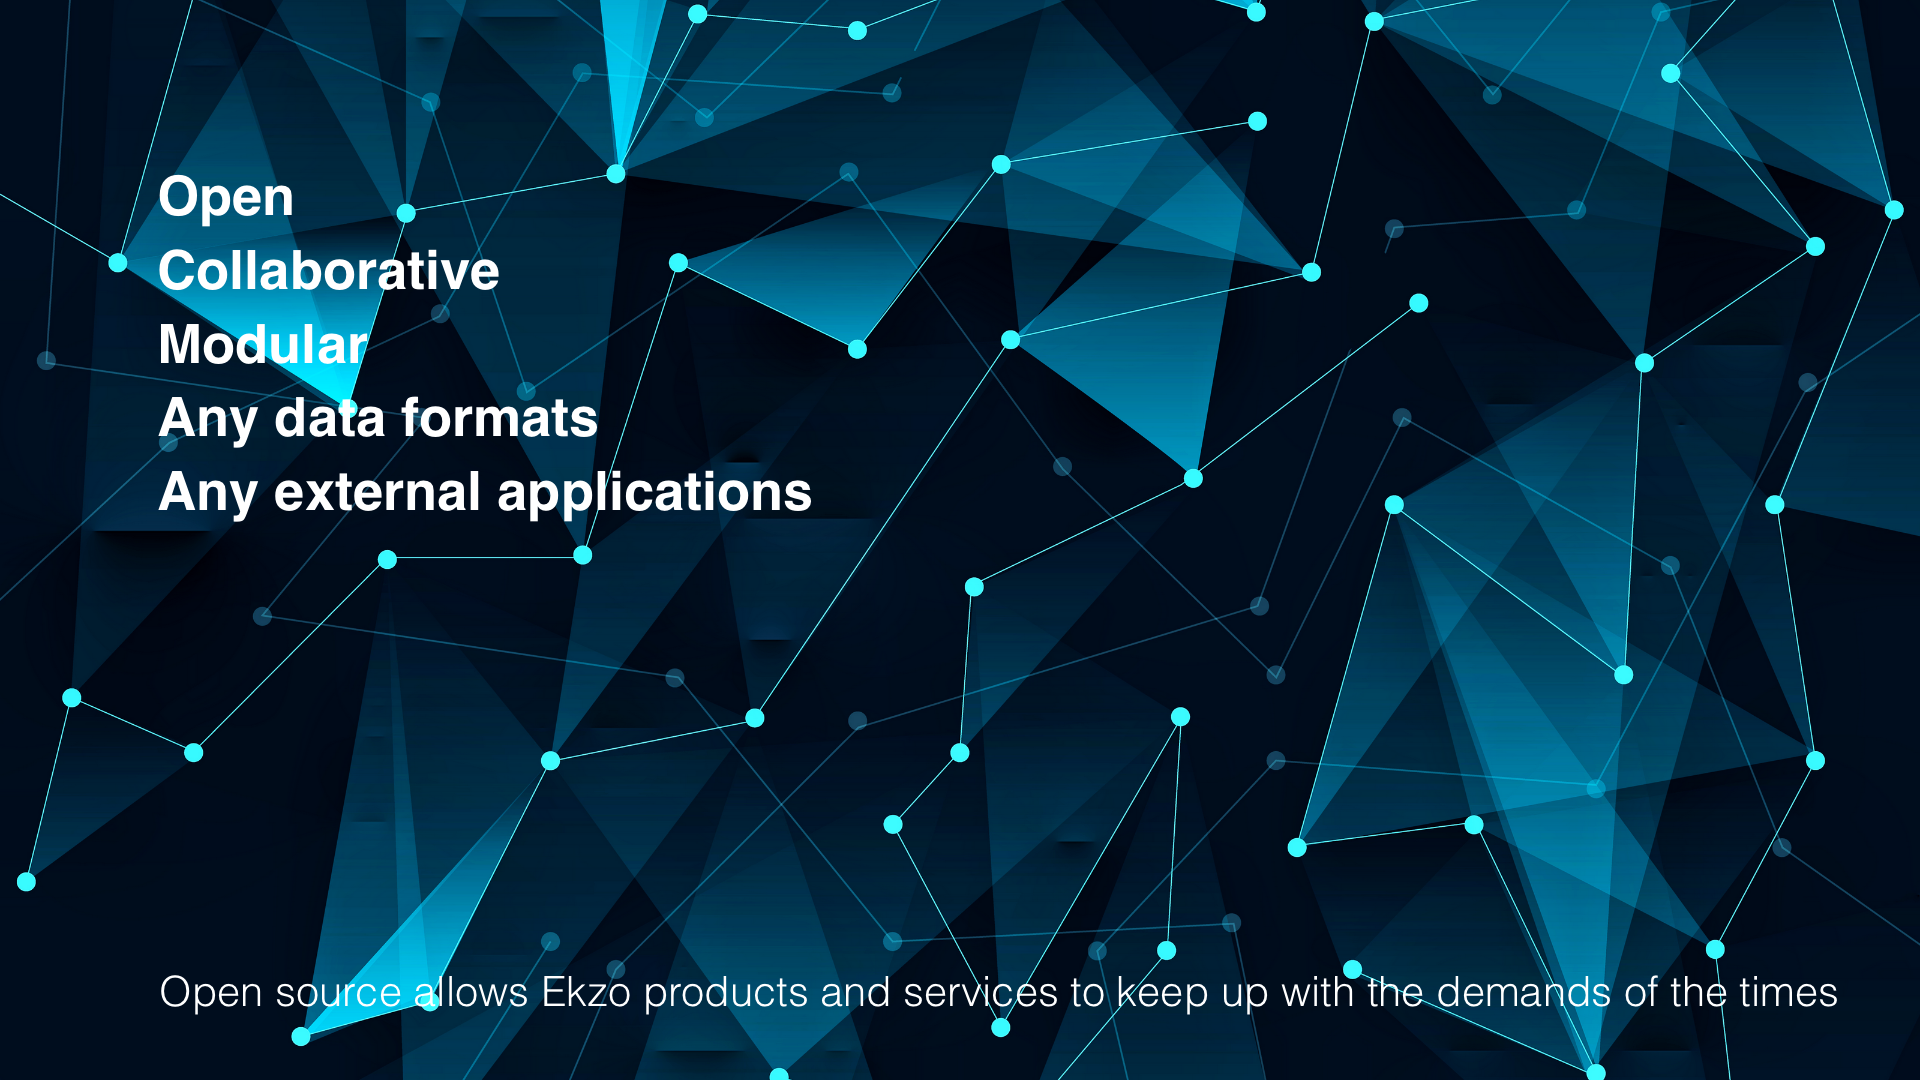 Open
Collaborative
Modular
Any data formats
Any external applications
Open source allows Ekzo products and services to keep up with the demands of the times